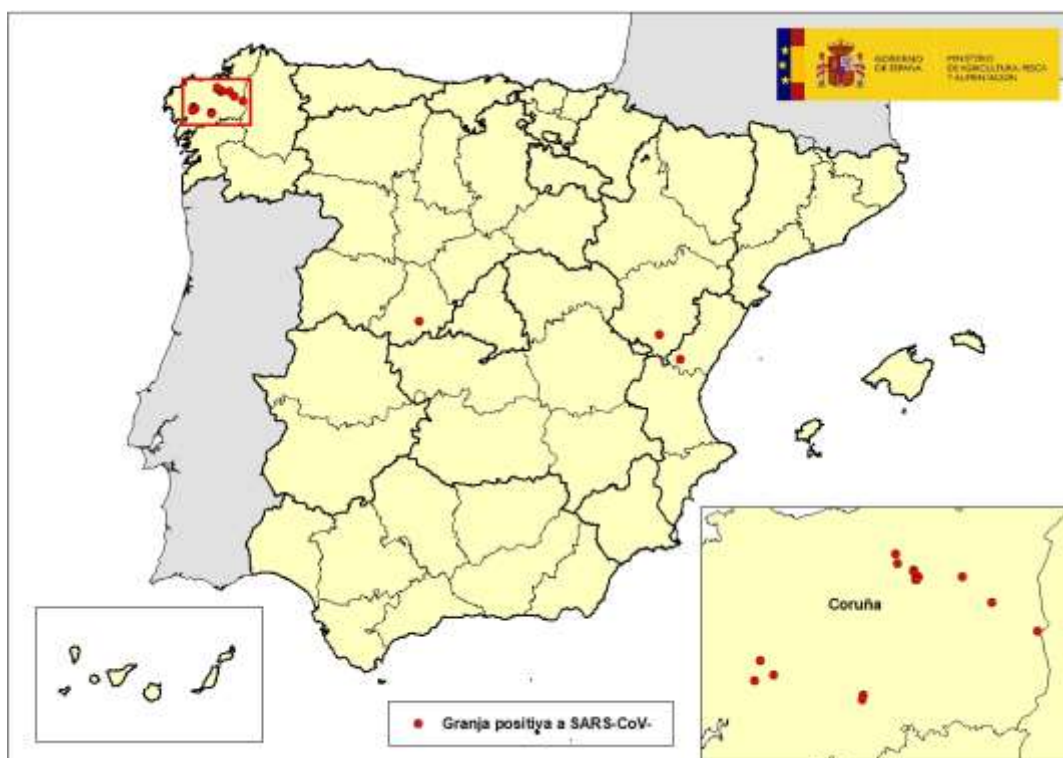 GOBIERNO
DE ESPAÑA
MINISTERIO
DE AGRICULTURA, PESCA
Y ALIMENTACIÓN
Coruña
Granja positiva a SARS-CoV-